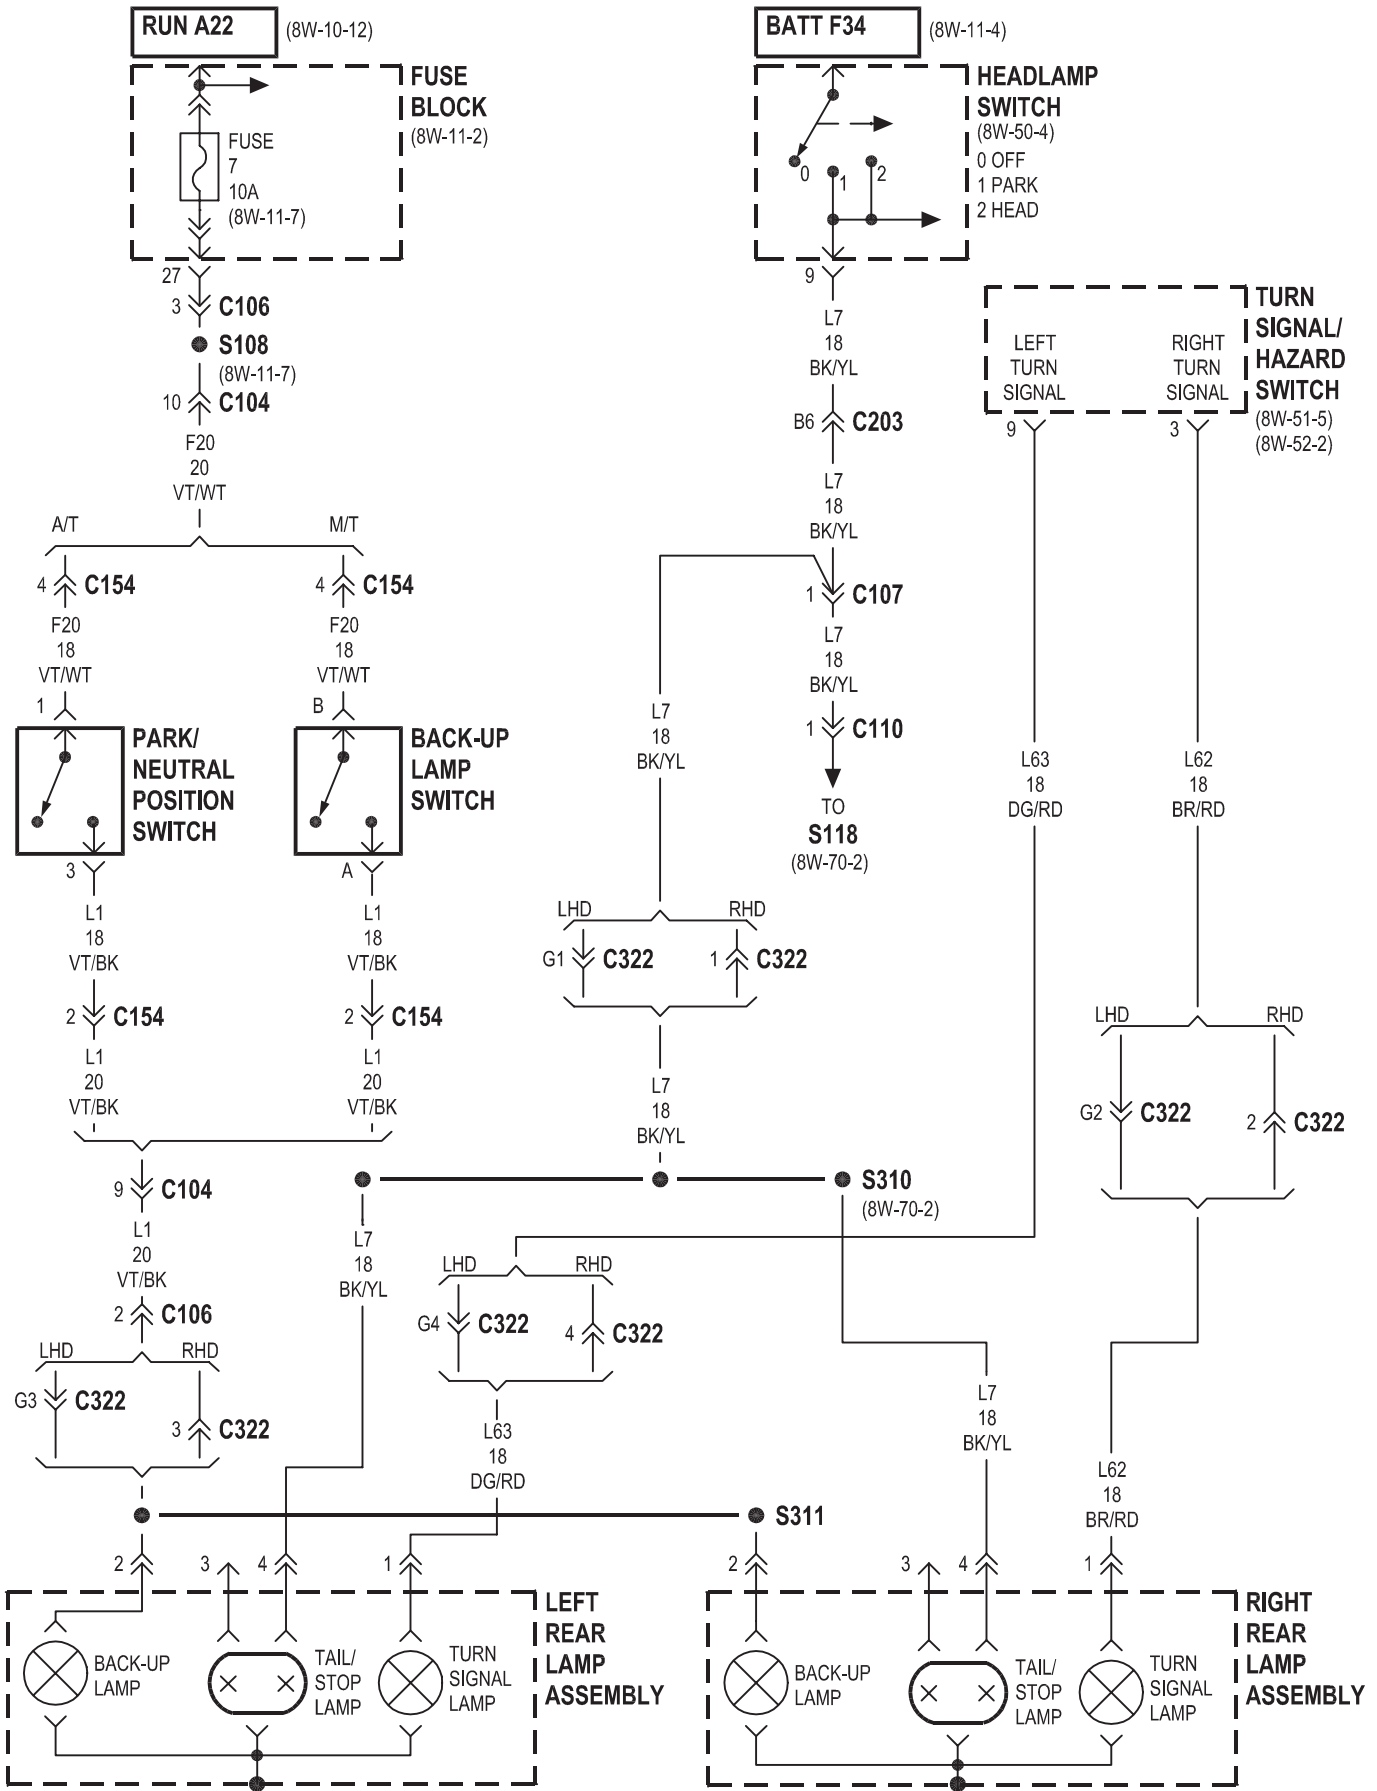 RUN A22
(8W-10-12)
BATT F34
(8W-11-4)
FUSE
BLOCK
(8W-11-2)
FUSE
7
10A
(8W-11-7)
HEADLAMP
SWITCH
(8W-50-4)
0 OFF
1 PARK
2 HEAD
0
1
2
27
3
C106
S108
(8W-11-7)
10
C104
F20
20
VT/WT
9
L7
18
BK/YL
B6
C203
L7
18
BK/YL
TURN
SIGNAL/
HAZARD
SWITCH
(8W-51-5)
(8W-52-2)
LEFT
TURN
SIGNAL
RIGHT
TURN
SIGNAL
9
3
A/T
M/T
4
C154
4
C154
F20
18
VT/WT
F20
18
VT/WT
1
B
PARK/
NEUTRAL
POSITION
SWITCH
BACK-UP
LAMP
SWITCH
3
A
L1
18
VT/BK
L1
18
VT/BK
2
C154
2
C154
L1
20
VT/BK
L1
20
VT/BK
1
C107
L7
18
BK/YL
1
C110
TO
S118
(8W-70-2)
L7
18
BK/YL
L63
18
DG/RD
L62
18
BR/RD
LHD
RHD
G1
C322
1
C322
L7
18
BK/YL
LHD
RHD
G2
C322
2
C322
9
C104
L1
20
VT/BK
2
C106
S310
(8W-70-2)
L7
18
BK/YL
LHD
RHD
G4
C322
4
C322
LHD
RHD
G3
C322
3
C322
L63
18
DG/RD
L7
18
BK/YL
L62
18
BR/RD
S311
2
3
4
1
2
3
4
1
LEFT
REAR
LAMP
ASSEMBLY
BACK-UP
LAMP
TAIL/
STOP
LAMP
TURN
SIGNAL
LAMP
RIGHT
REAR
LAMP
ASSEMBLY
BACK-UP
LAMP
TAIL/
STOP
LAMP
TURN
SIGNAL
LAMP